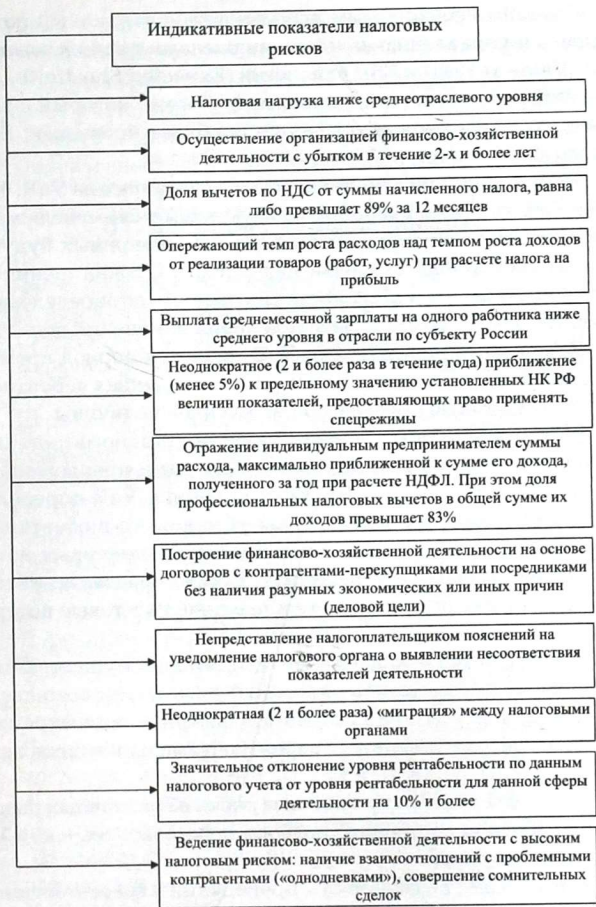 Индикативные показатели налоговых
рисков
Налоговая нагрузка ниже среднеотраслевого уровня
Осуществление организацией финансово-хозяйственной
деятельности с убытком в течение 2-х и более лет
Доля вычетов по НДС от суммы начисленного налога, равна
либо превышает 89% за 12 месяцев
Опережающий темп роста расходов над темпом роста доходов
от реализации товаров (работ, услуг) при расчете налога на
прибыль
Выплата среднемесячной зарплаты на одного работника ниже
среднего уровня в отрасли по субъекту России
Неоднократное (2 и более раза в течение года) приближение
(менее 5%) к предельному значению установленных НК РФ
величин показателей, предоставляющих право применять
спецрежимы
Отражение индивидуальным предпринимателем суммы
расхода, максимально приближенной к сумме его дохода,
полученного за год при расчете НДФЛ. При этом доля
профессиональных налоговых вычетов в общей сумме их
доходов превышает 83%
Построение финансово-хозяйственной деятельности на основе
договоров с контрагентами-перекупщиками или посредниками
без наличия разумных экономических или иных причин
(деловой цели)
Непредставление налогоплательщиком пояснений на
уведомление налогового органа о выявлении несоответствия
показателей деятельности
Неоднократная (2 и более раза) «миграция» между налоговыми
органами
Значительное отклонение уровня рентабельности по данным
налогового учета от уровня рентабельности для данной сферы
деятельности на 10% и более
Ведение финансово-хозяйственной деятельности с высоким
налоговым риском: наличие взаимоотношений с проблемными
контрагентами («однодневками»), совершение сомнительных
сделок